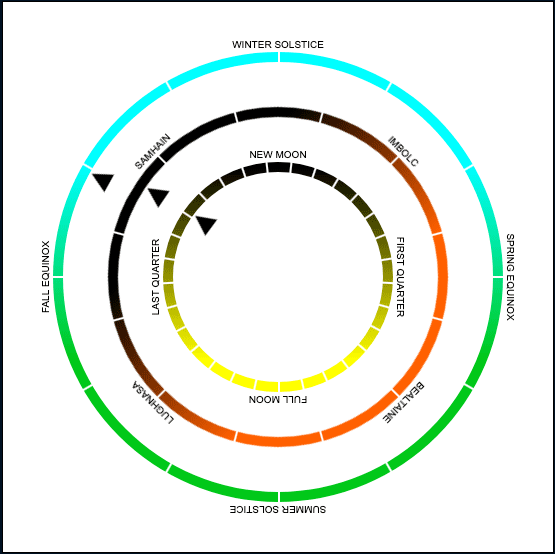 WINTER SOLSTICE
SAMHAIN
IMBOLC
NEW MOON
FALL EQUINOX
LAST QUARTER
FIRST QUARTER
SPRING EQUINOX
LUGHNASA
FULL MOON
BEALTAINE
SUMMER SOLSTICE